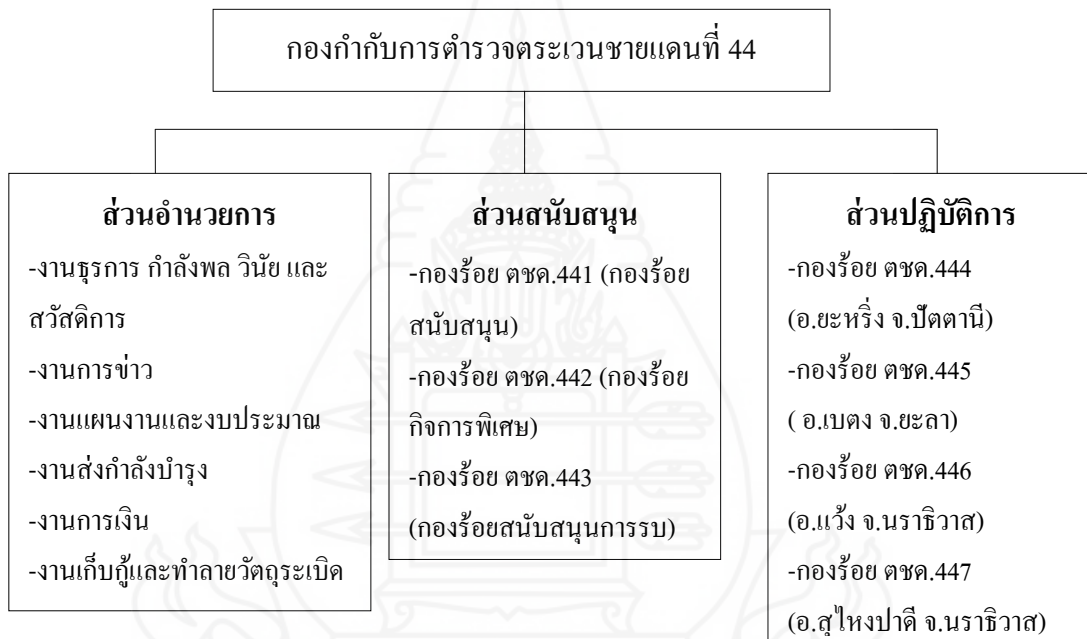 กองกำกับการตำรวจตระเวนชายแดนที่ 44
ส่วนอำนวยการ
-งานธุรการ กำลังพล วินัย และ
สวัสดิการ
-งานการข่าว
-งานแผนงานและงบประมาณ
-งานส่งกำลังบำรุง
-งานการเงิน
-งานเก็บกู้และทำลายวัตถุระเบิด
ส่วนสนับสนุน
-กองร้อย ตชด.441 (กองร้อย
สนับสนุน)
-กองร้อย ตชด.442 (กองร้อย
กิจการพิเศษ)
-กองร้อย ตชด.443
(กองร้อยสนับสนุนการรบ)
ส่วนปฏิบัติการ
-กองร้อย ตชด.444
(อ.ยะหริ่ง จ.ปัตตานี)
-กองร้อย ตชด.445
( อ.เบตง จ.ยะลา)
-กองร้อย ตชด.446
(อ.แว้ง จ.นราธิวาส)
-กองร้อย ตชด.447
(อ.สุไหงปาดี จ.นราธิวาส)